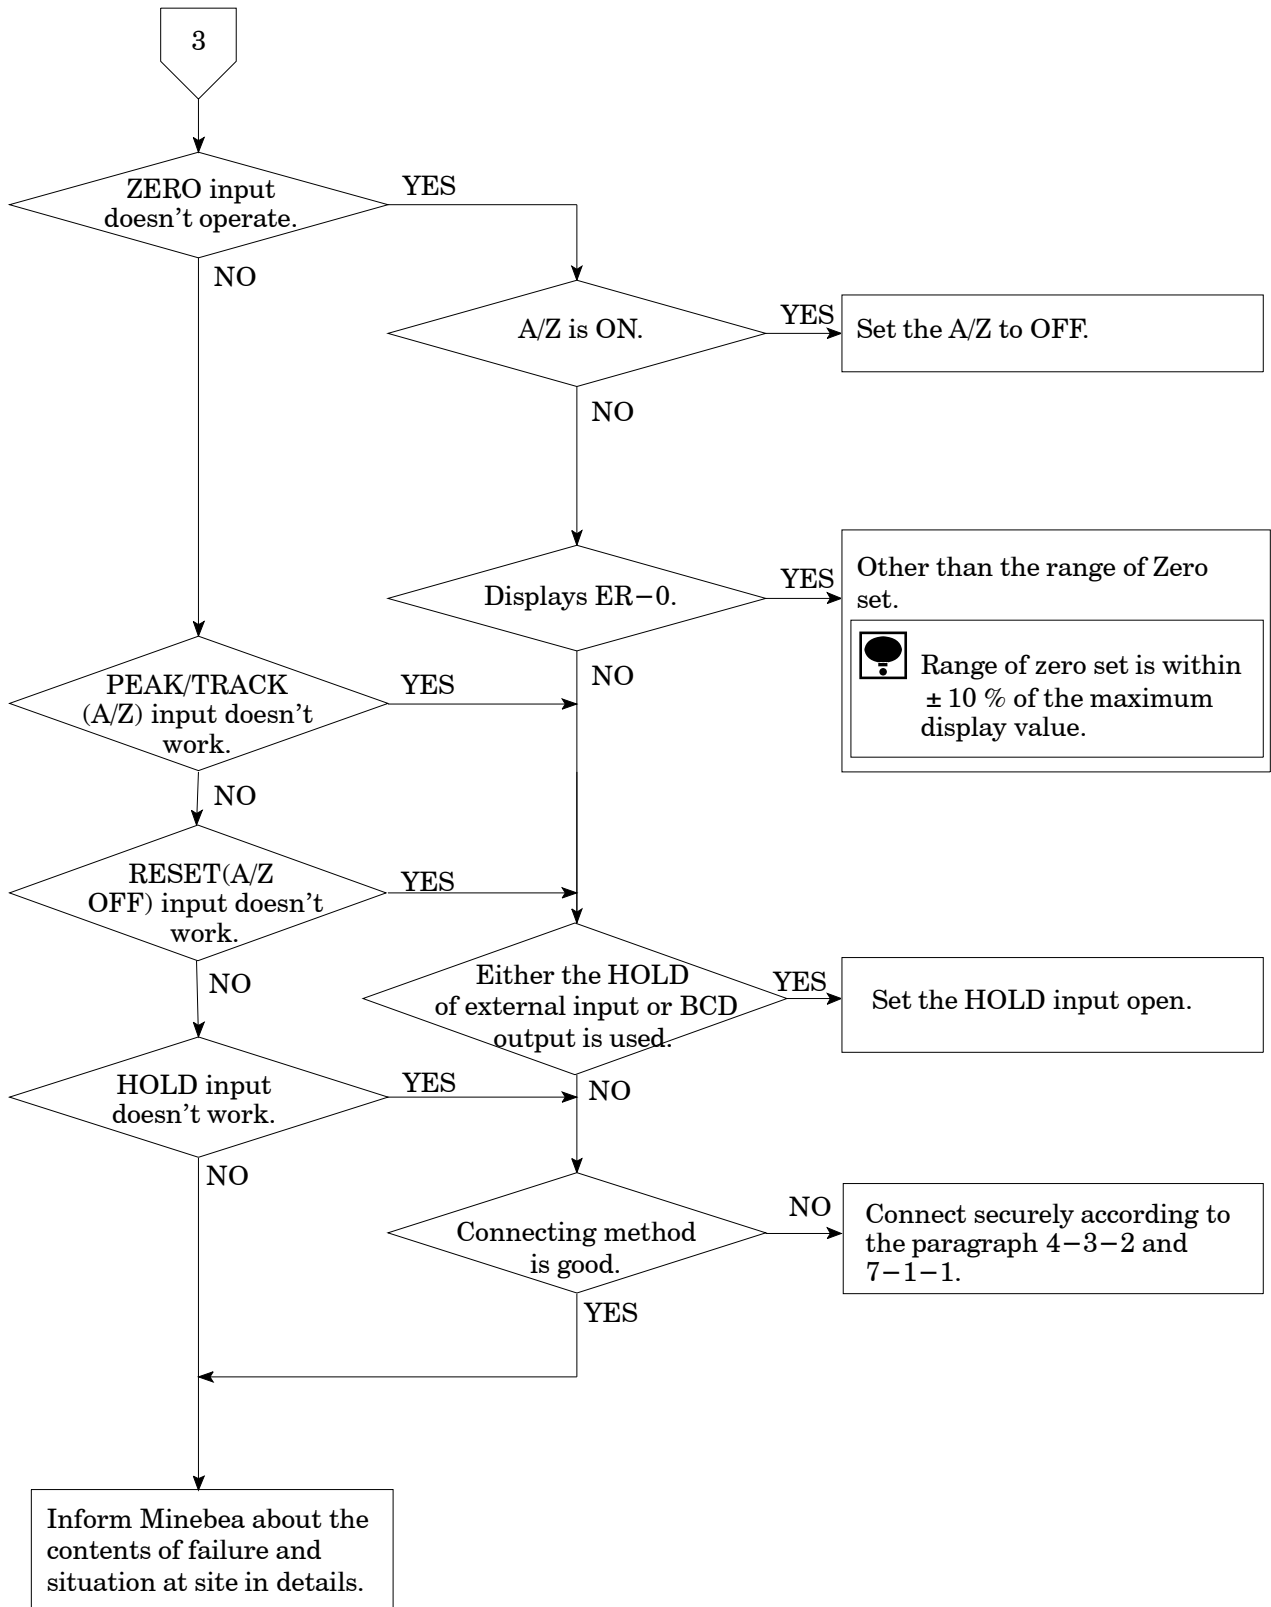 3
ZERO input
doesn't operate.
YES
NO
A/Z is ON.
YES
Set the A/Z to OFF.
NO
Displays ER−0.
YES
Other than the range of Zero
set.
Range of zero set is within
± 10 % of the maximum
display value.
NO
PEAK/TRACK
(A/Z) input doesn't
work.
YES
NO
RESET(A/Z
OFF) input doesn't
work.
YES
NO
Either the HOLD
of external input or BCD
output is used.
YES
Set the HOLD input open.
NO
HOLD input
doesn't work.
YES
NO
Connecting method
is good.
NO
Connect securely according to
the paragraph 4−3−2 and
7−1−1.
YES
Inform Minebea about the
contents of failure and
situation at site in details.